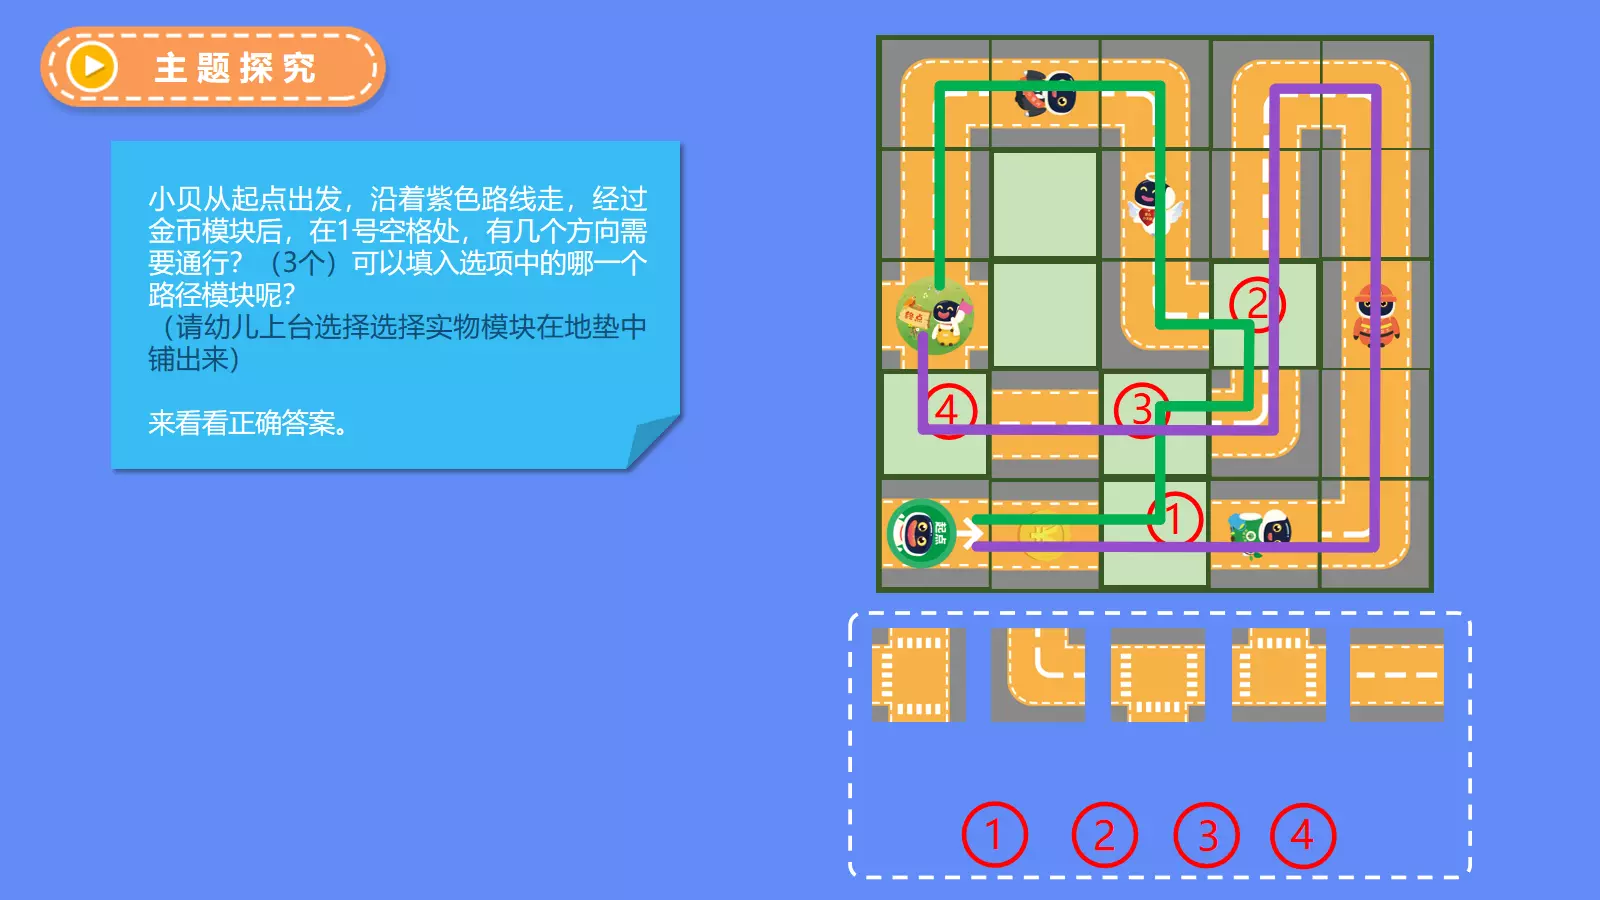 主题探究
小贝从起点出发，沿着紫色路线走，经过
金币模块后，在1号空格处，有几个方向需
要通行？（3个）可以填入选项中的哪一个
路径模块呢？
（请幼儿上台选择选择实物模块在地垫中
铺出来）
来看看正确答案。
终点
②
④
③
起点
¥
①
① ② ③ ④